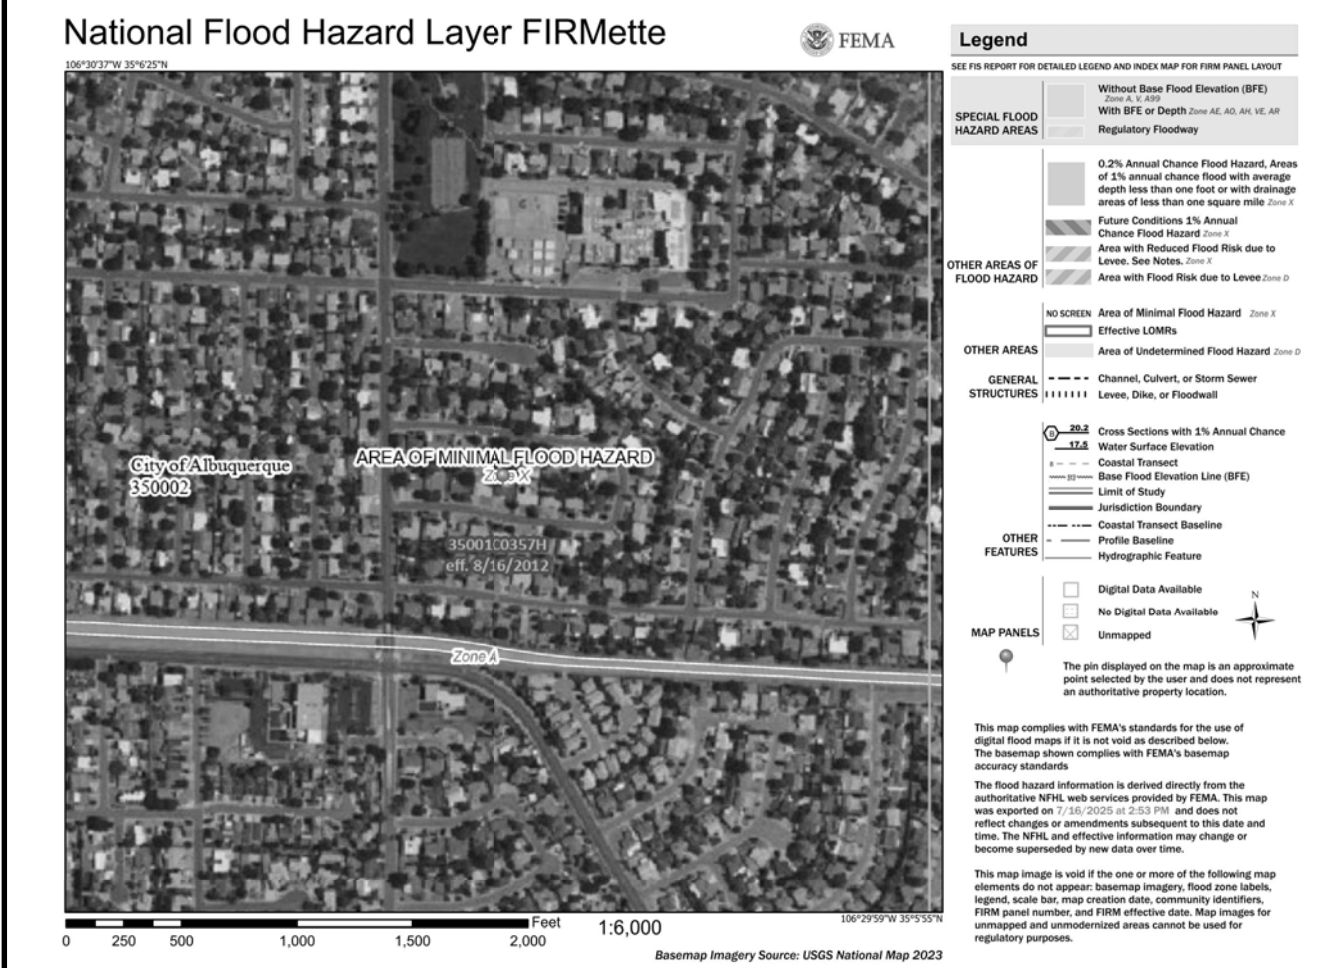 National Flood Hazard Layer FIRMette
FEMA
106°30'37"W 35°6'25"N
AREA OF MINIMAL FLOOD HAZARD
Zone X
City of Albuquerque
350002
35001C0357H
eff. 8/16/2012
Zone A
106°29'59"W 35°5'55"N
Feet
1:6,000
0 250 500 1,000 1,500 2,000
Basemap Imagery Source: USGS National Map 2023
Legend
SEE FIS REPORT FOR DETAILED LEGEND AND INDEX MAP FOR FIRM PANEL LAYOUT
SPECIAL FLOOD
HAZARD AREAS
Without Base Flood Elevation (BFE)
Zone A, V, A99
With BFE or Depth Zone AE, AO, AH, VE, AR
Regulatory Floodway
0.2% Annual Chance Flood Hazard, Areas
of 1% annual chance flood with average
depth less than one foot or with drainage
areas of less than one square mile Zone X
Future Conditions 1% Annual
Chance Flood Hazard Zone X
Area with Reduced Flood Risk due to
Levee. See Notes. Zone X
Area with Flood Risk due to Levee Zone D
OTHER AREAS OF
FLOOD HAZARD
NO SCREEN Area of Minimal Flood Hazard Zone X
Effective LOMRs
OTHER AREAS
Area of Undetermined Flood Hazard Zone D
GENERAL
STRUCTURES
Channel, Culvert, or Storm Sewer
Levee, Dike, or Floodwall
B 20.2 Cross Sections with 1% Annual Chance
17.5 Water Surface Elevation
8 Coastal Transect
513 Base Flood Elevation Line (BFE)
Limit of Study
Jurisdiction Boundary
Coastal Transect Baseline
OTHER
FEATURES
Profile Baseline
Hydrographic Feature
Digital Data Available
No Digital Data Available
Unmapped
MAP PANELS
N
The pin displayed on the map is an approximate
point selected by the user and does not represent
an authoritative property location.
This map complies with FEMA's standards for the use of
digital flood maps if it is not void as described below.
The basemap shown complies with FEMA's basemap
accuracy standards
The flood hazard information is derived directly from the
authoritative NFHL web services provided by FEMA. This map
was exported on 7/16/2025 at 2:53 PM and does not
reflect changes or amendments subsequent to this date and
time. The NFHL and effective information may change or
become superseded by new data over time.
This map image is void if the one or more of the following map
elements do not appear: basemap imagery, flood zone labels,
legend, scale bar, map creation date, community identifiers,
FIRM panel number, and FIRM effective date. Map images for
unmapped and unmodernized areas cannot be used for
regulatory purposes.